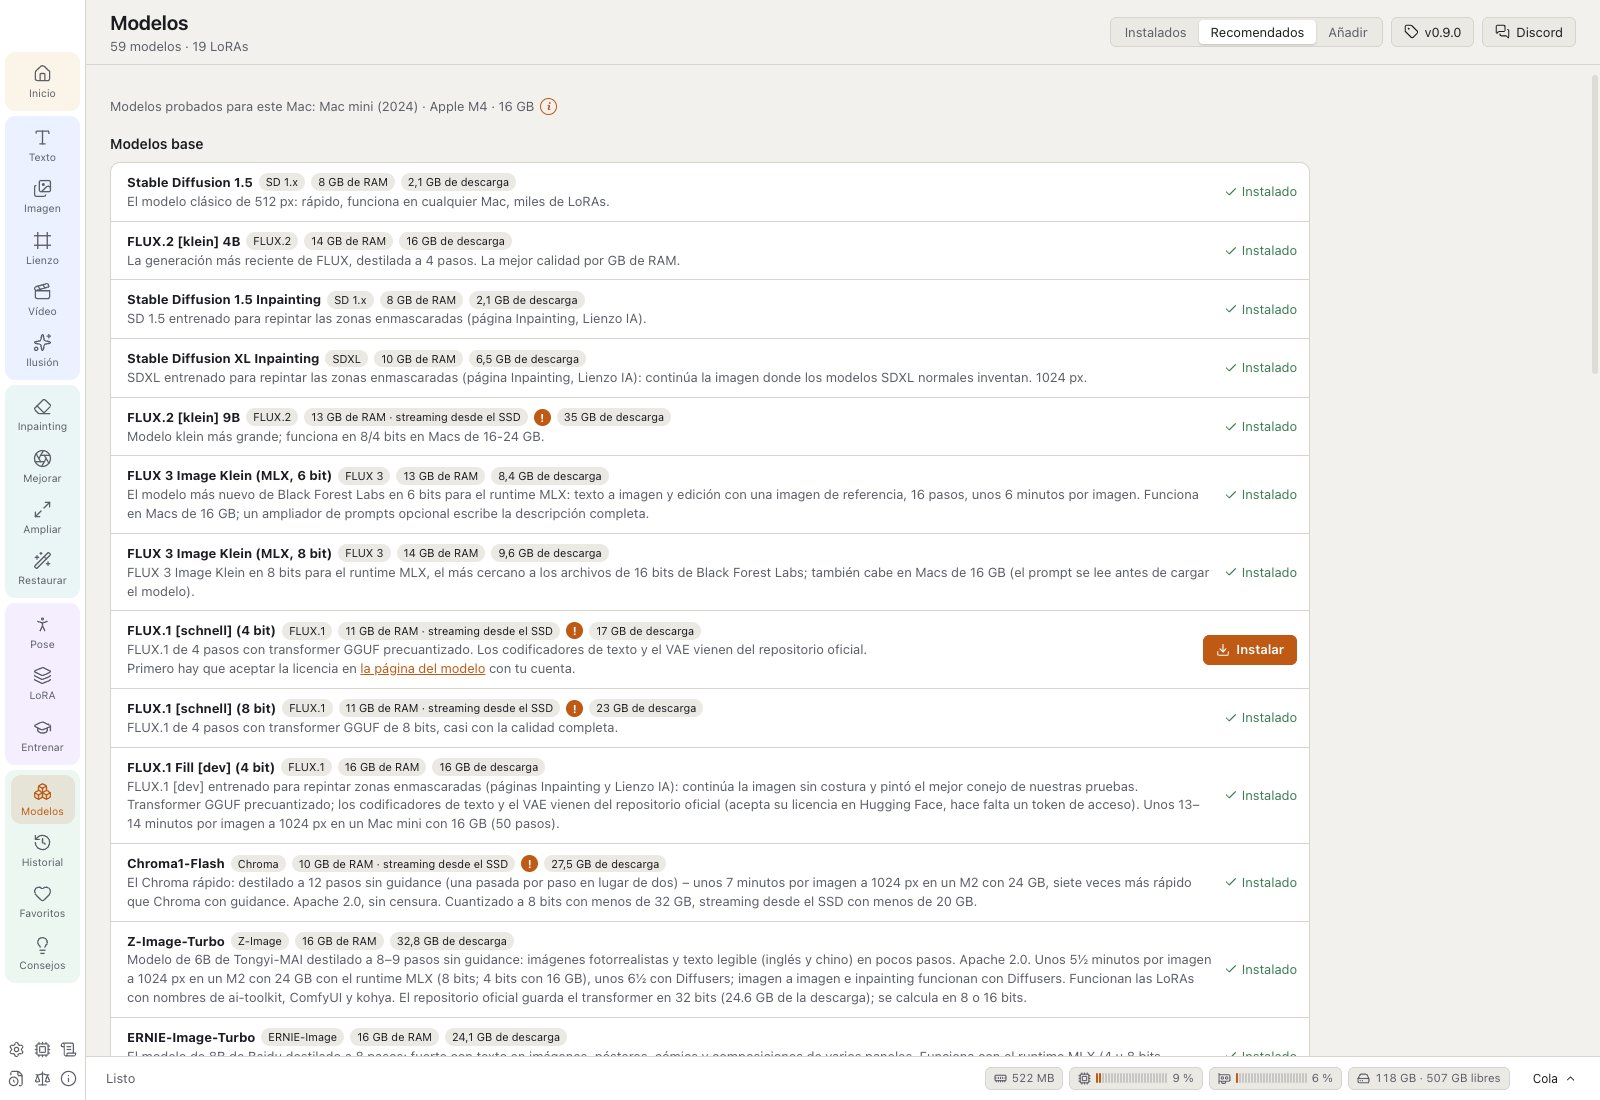 Modelos
59 modelos · 19 LoRAs
Instalados
Recomendados
Añadir
v0.9.0
Discord
Inicio
Texto
Imagen
Lienzo
Vídeo
Ilusión
Inpainting
Mejorar
Ampliar
Restaurar
Pose
LoRA
Entrenar
Modelos
Historial
Favoritos
Consejos
Modelos probados para este Mac: Mac mini (2024) · Apple M4 · 16 GB
Modelos base
Stable Diffusion 1.5 SD 1.x 8 GB de RAM 2,1 GB de descarga
El modelo clásico de 512 px: rápido, funciona en cualquier Mac, miles de LoRAs.
Instalado
FLUX.2 [klein] 4B FLUX.2 14 GB de RAM 16 GB de descarga
La generación más reciente de FLUX, destilada a 4 pasos. La mejor calidad por GB de RAM.
Instalado
Stable Diffusion 1.5 Inpainting SD 1.x 8 GB de RAM 2,1 GB de descarga
SD 1.5 entrenado para repintar las zonas enmascaradas (página Inpainting, Lienzo IA).
Instalado
Stable Diffusion XL Inpainting SDXL 10 GB de RAM 6,5 GB de descarga
SDXL entrenado para repintar las zonas enmascaradas (página Inpainting, Lienzo IA): continúa la imagen donde los modelos SDXL normales inventan. 1024 px.
Instalado
FLUX.2 [klein] 9B FLUX.2 13 GB de RAM · streaming desde el SSD ! 35 GB de descarga
Modelo klein más grande; funciona en 8/4 bits en Macs de 16-24 GB.
Instalado
FLUX 3 Image Klein (MLX, 6 bit) FLUX 3 13 GB de RAM 8,4 GB de descarga
El modelo más nuevo de Black Forest Labs en 6 bits para el runtime MLX: texto a imagen y edición con una imagen de referencia, 16 pasos, unos 6 minutos por imagen. Funciona
en Macs de 16 GB; un ampliador de prompts opcional escribe la descripción completa.
Instalado
FLUX 3 Image Klein (MLX, 8 bit) FLUX 3 14 GB de RAM 9,6 GB de descarga
FLUX 3 Image Klein en 8 bits para el runtime MLX, el más cercano a los archivos de 16 bits de Black Forest Labs; también cabe en Macs de 16 GB (el prompt se lee antes de cargar
el modelo).
Instalado
FLUX.1 [schnell] (4 bit) FLUX.1 11 GB de RAM · streaming desde el SSD ! 17 GB de descarga
FLUX.1 de 4 pasos con transformer GGUF precuantizado. Los codificadores de texto y el VAE vienen del repositorio oficial.
Primero hay que aceptar la licencia en la página del modelo con tu cuenta.
Instalar
FLUX.1 [schnell] (8 bit) FLUX.1 11 GB de RAM · streaming desde el SSD ! 23 GB de descarga
FLUX.1 de 4 pasos con transformer GGUF de 8 bits, casi con la calidad completa.
Instalado
FLUX.1 Fill [dev] (4 bit) FLUX.1 16 GB de RAM 16 GB de descarga
FLUX.1 [dev] entrenado para repintar zonas enmascaradas (páginas Inpainting y Lienzo IA): continúa la imagen sin costura y pintó el mejor conejo de nuestras pruebas.
Transformer GGUF precuantizado; los codificadores de texto y el VAE vienen del repositorio oficial (acepta su licencia en Hugging Face, hace falta un token de acceso). Unos 13–
14 minutos por imagen a 1024 px en un Mac mini con 16 GB (50 pasos).
Instalado
Chroma1-Flash Chroma 10 GB de RAM · streaming desde el SSD ! 27,5 GB de descarga
El Chroma rápido: destilado a 12 pasos sin guidance (una pasada por paso en lugar de dos) – unos 7 minutos por imagen a 1024 px en un M2 con 24 GB, siete veces más rápido
que Chroma con guidance. Apache 2.0, sin censura. Cuantizado a 8 bits con menos de 32 GB, streaming desde el SSD con menos de 20 GB.
Instalado
Z-Image-Turbo Z-Image 16 GB de RAM 32,8 GB de descarga
Modelo de 6B de Tongyi-MAI destilado a 8–9 pasos sin guidance: imágenes fotorrealistas y texto legible (inglés y chino) en pocos pasos. Apache 2.0. Unos 5½ minutos por imagen
a 1024 px en un M2 con 24 GB con el runtime MLX (8 bits; 4 bits con 16 GB), unos 6½ con Diffusers; imagen a imagen e inpainting funcionan con Diffusers. Funcionan las LoRAs
con nombres de ai-toolkit, ComfyUI y kohya. El repositorio oficial guarda el transformer en 32 bits (24.6 GB de la descarga); se calcula en 8 o 16 bits.
Instalado
ERNIE-Image-Turbo ERNIE-Image 16 GB de RAM 24,1 GB de descarga
El modelo de 8B de Baidu destilado a 8 pasos: fuerte con texto en imágenes, pósteres, cómics y composiciones de varios paneles. Funciona con el runtime MLX (4 u 8 bits
Instalado
Listo
522 MB
9 %
6 %
118 GB · 507 GB libres
Cola